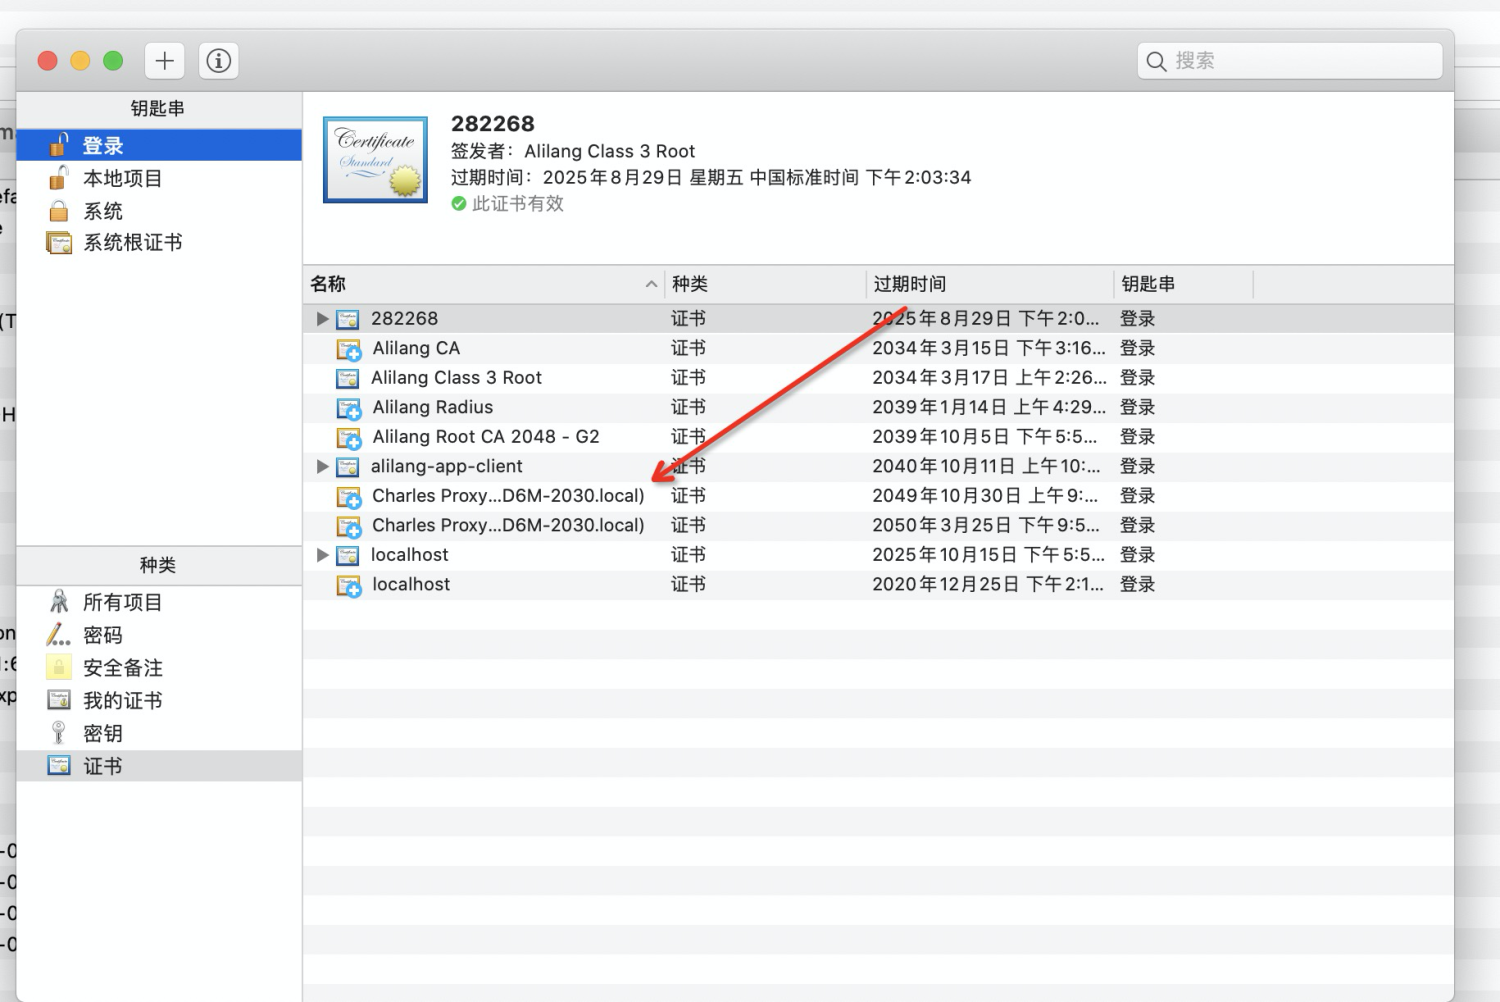 搜索
钥匙串
登录
本地项目
系统
系统根证书
282268
签发者：Alilang Class 3 Root
过期时间：2025年8月29日 星期五 中国标准时间 下午2:03:34
此证书有效
名称 种类 过期时间 钥匙串
282268 证书 2025年8月29日 下午2:0... 登录
Alilang CA 证书 2034年3月15日 下午3:16... 登录
Alilang Class 3 Root 证书 2034年3月17日 上午2:26... 登录
Alilang Radius 证书 2039年1月14日 上午4:29... 登录
Alilang Root CA 2048 - G2 证书 2039年10月5日 下午5:5... 登录
alilang-app-client 证书 2040年10月11日 上午10:... 登录
Charles Proxy...D6M-2030.local) 证书 2049年10月30日 上午9:... 登录
Charles Proxy...D6M-2030.local) 证书 2050年3月25日 下午9:5... 登录
localhost 证书 2025年10月15日 下午5:5... 登录
localhost 证书 2020年12月25日 下午2:1... 登录
种类
所有项目
密码
安全备注
我的证书
密钥
证书